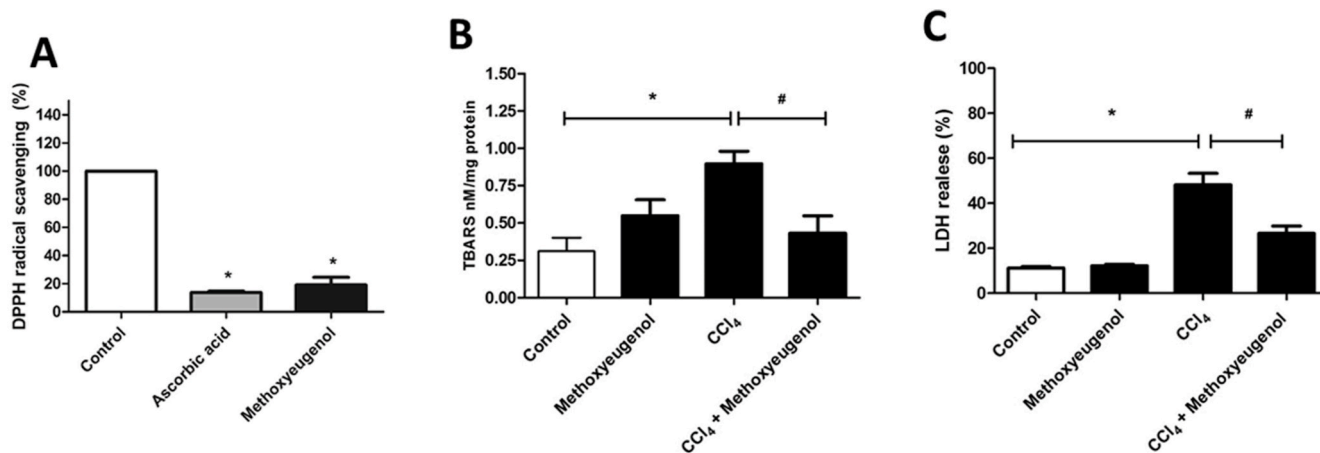 A
DPPH radical scavenging (%)
140
120
100
80
60
40
20
0
*
*
Control
Ascorbic acid
Methoxyeugenol
B
TBARS nM/mg protein
1.50
1.25
1.00
0.75
0.50
0.25
0.00
*
#
Control
Methoxyeugenol
CCl₄
CCl₄ + Methoxyeugenol
C
LDH realese (%)
100
80
60
40
20
0
*
#
Control
Methoxyeugenol
CCl₄
CCl₄ + Methoxyeugenol